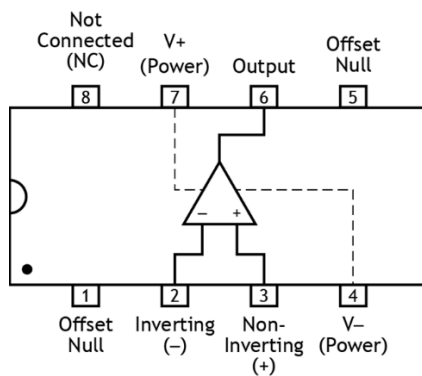 Not
Connected
(NC)
V+
(Power)
Output
Offset
Null
8
7
6
5
– +
1
2
3
4
Offset
Null
Inverting
(–)
Non-
Inverting
(+)
V–
(Power)